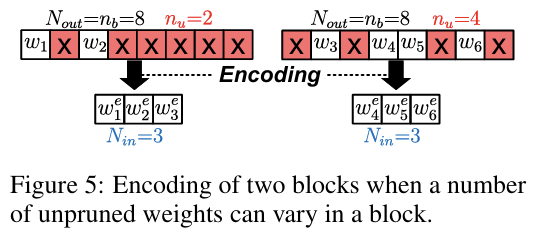 N_out=n_b=8 n_u=2 N_out=n_b=8 n_u=4
w_1 X w_2 X X X X X X w_3 X w_4 w_5 X w_6 X
Encoding
w_1^e w_2^e w_3^e w_4^e w_5^e w_6^e
N_in=3 N_in=3
Figure 5: Encoding of two blocks when a number
of unpruned weights can vary in a block.